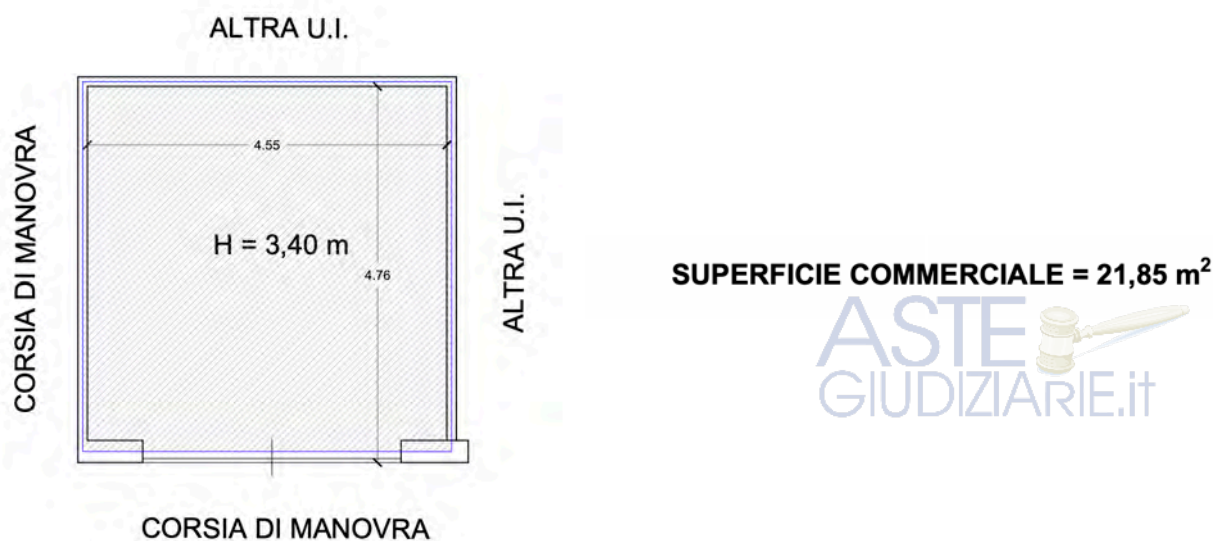 ALTRA U.I.
CORSIA DI MANOVRA
4.55
H = 3,40 m
4.76
ALTRA U.I.
CORSIA DI MANOVRA
SUPERFICIE COMMERCIALE = 21,85 m²
ASTE
GIUDIZIARIE.it